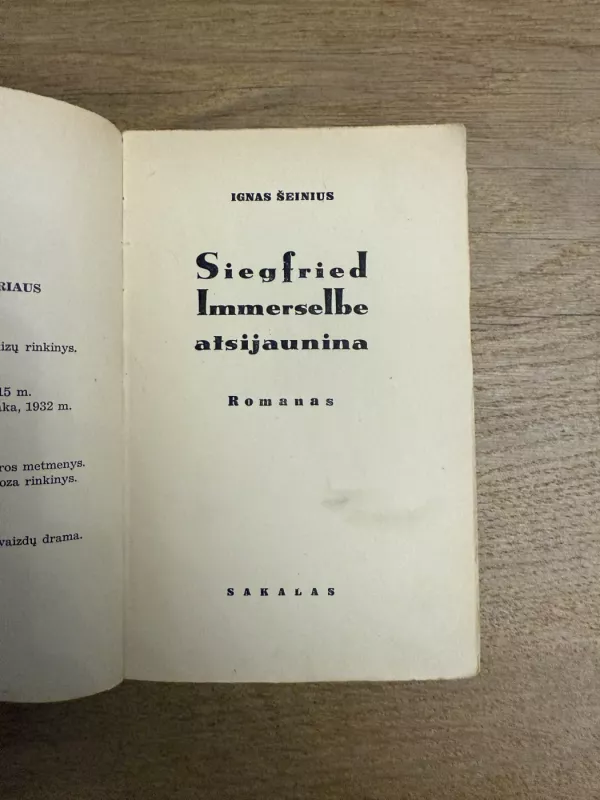 RIAUS
izų rinkinys.
15 m.
ka, 1932 m.
ros metmenys.
oza rinkinys.
vaizdų drama.
IGNAS ŠEINIUS
Siegfried
Immerselbe
atsijaunina
Romanas
SAKALAS